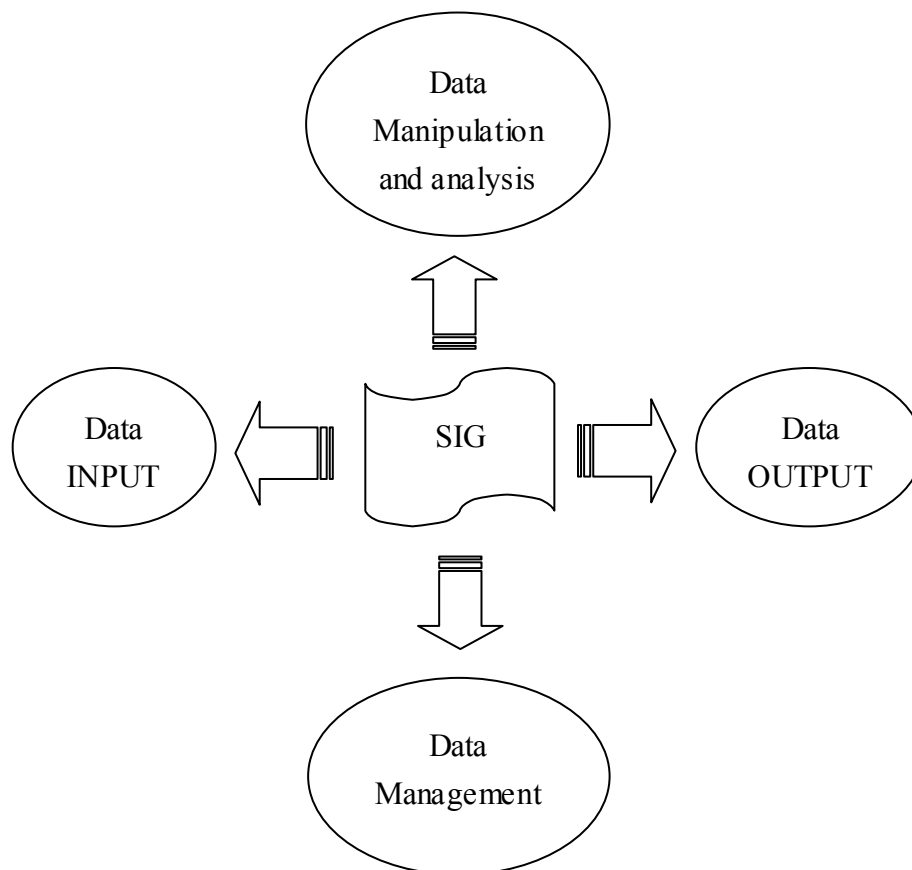 Data
Manipulation
and analysis
Data
INPUT
SIG
Data
OUTPUT
Data
Management